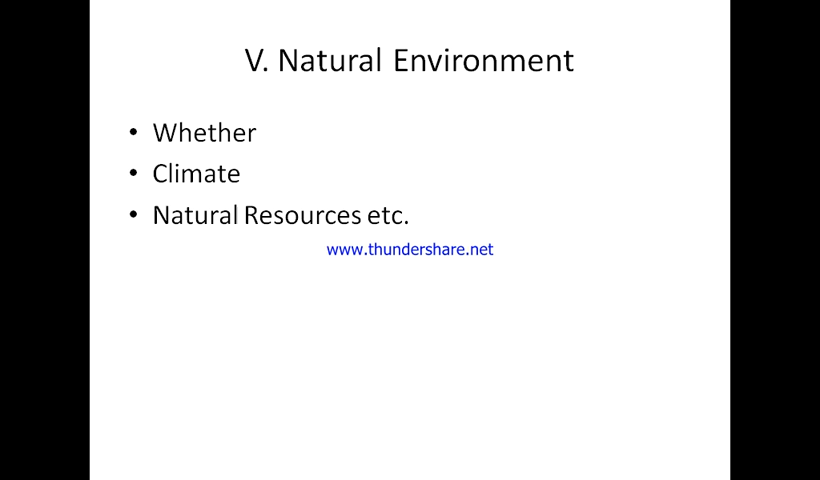 V. Natural Environment
• Whether
• Climate
• Natural Resources etc.
www.thundershare.net